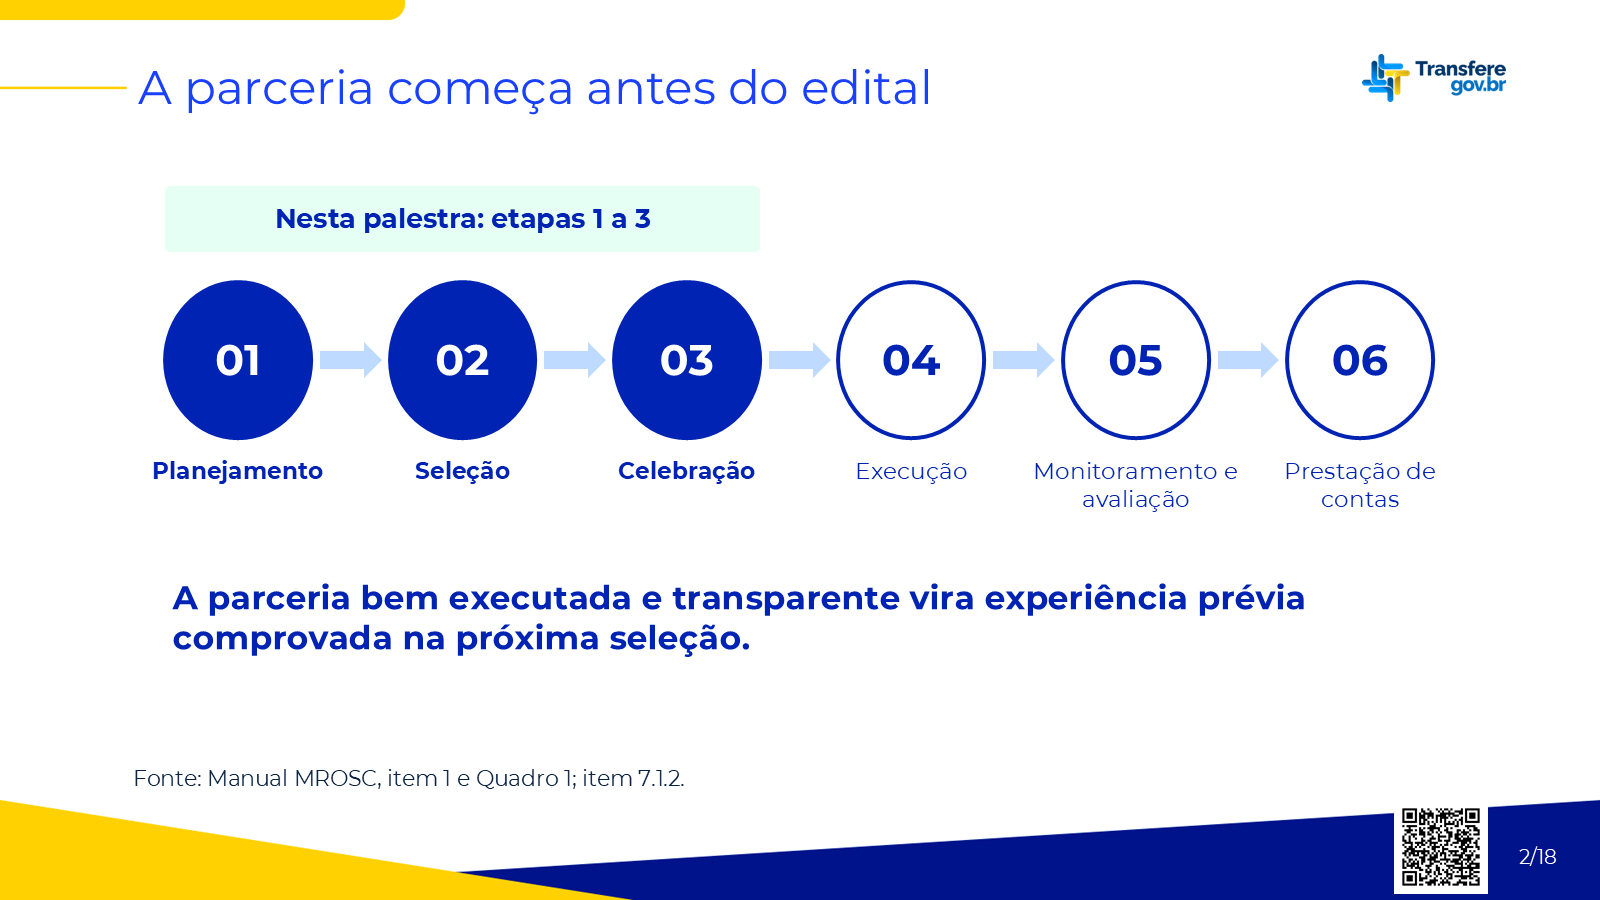 A parceria começa antes do edital
Transfere
gov.br
Nesta palestra: etapas 1 a 3
01
02
03
04
05
06
Planejamento
Seleção
Celebração
Execução
Monitoramento e
avaliação
Prestação de
contas
A parceria bem executada e transparente vira experiência prévia
comprovada na próxima seleção.
Fonte: Manual MROSC, item 1 e Quadro 1; item 7.1.2.
2/18